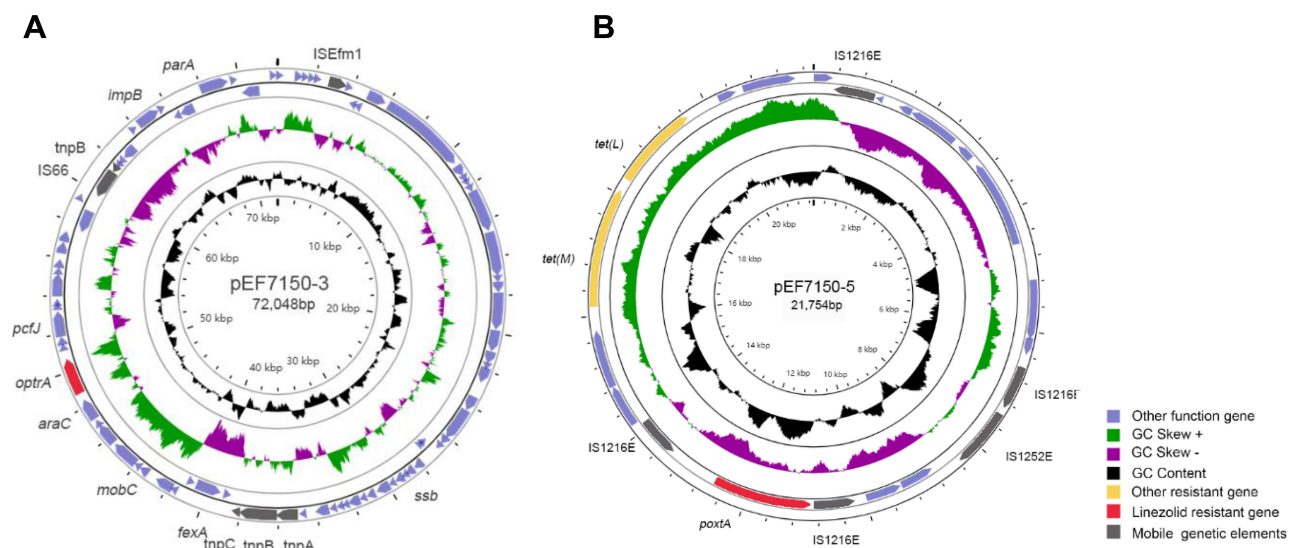 A
ISEfm1
parA
impB
tnpB
IS66
pcfJ
optrA
araC
mobC
fexA
tnpC
tnpB
tnpA
ssb
70 kbp
10 kbp
60 kbp
20 kbp
50 kbp
40 kbp
30 kbp
pEF7150-3
72,048bp
B
IS1216E
tet(L)
tet(M)
IS1216E
IS1252E
IS1216E
poxtA
IS1216E
20 kbp
2 kbp
18 kbp
4 kbp
16 kbp
6 kbp
14 kbp
8 kbp
12 kbp
10 kbp
pEF7150-5
21,754bp
Other function gene
GC Skew +
GC Skew -
GC Content
Other resistant gene
Linezolid resistant gene
Mobile genetic elements